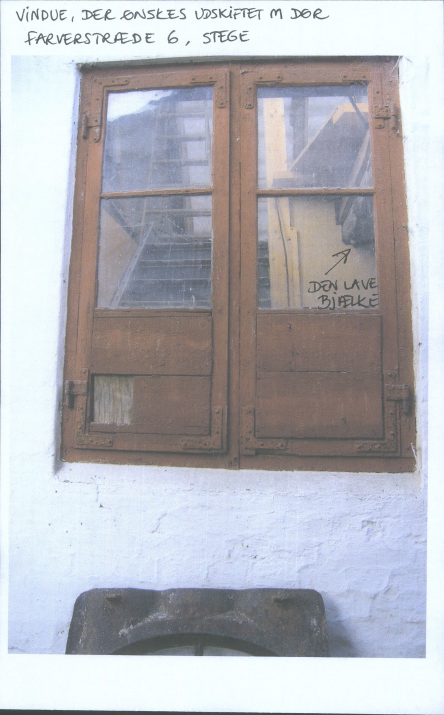 VINDUE, DER ØNSKES UDSKIFTET M DØR
FARVERSTRÆDE 6, STEGE
DEN LAVE
BJÆLKE